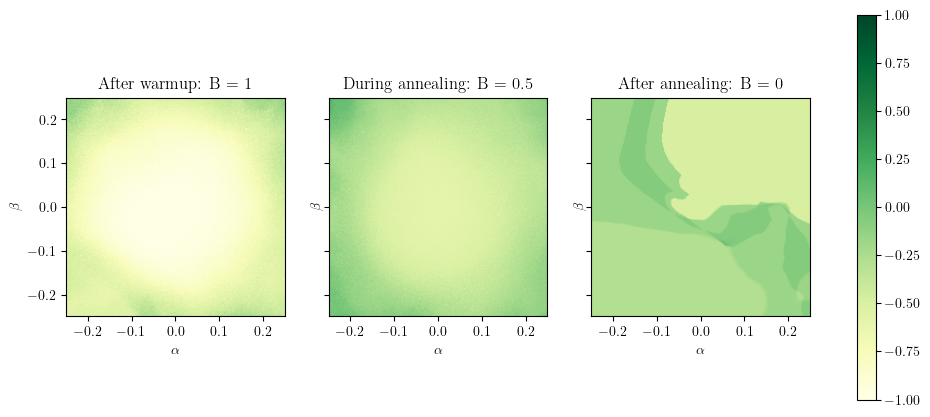 After warmup: B = 1
During annealing: B = 0.5
After annealing: B = 0
0.2
0.1
0.0
−0.1
−0.2
β
β
β
−0.2 −0.1 0.0 0.1 0.2
−0.2 −0.1 0.0 0.1 0.2
−0.2 −0.1 0.0 0.1 0.2
α
α
α
1.00
0.75
0.50
0.25
0.00
−0.25
−0.50
−0.75
−1.00